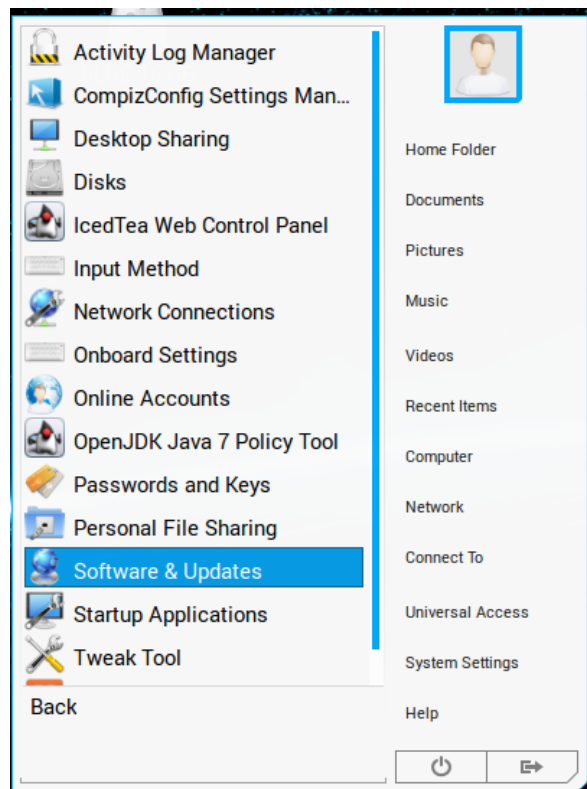 Activity Log Manager
CompizConfig Settings Man...
Desktop Sharing
Disks
IcedTea Web Control Panel
Input Method
Network Connections
Onboard Settings
Online Accounts
OpenJDK Java 7 Policy Tool
Passwords and Keys
Personal File Sharing
Software & Updates
Startup Applications
Tweak Tool
Back
Home Folder
Documents
Pictures
Music
Videos
Recent Items
Computer
Network
Connect To
Universal Access
System Settings
Help